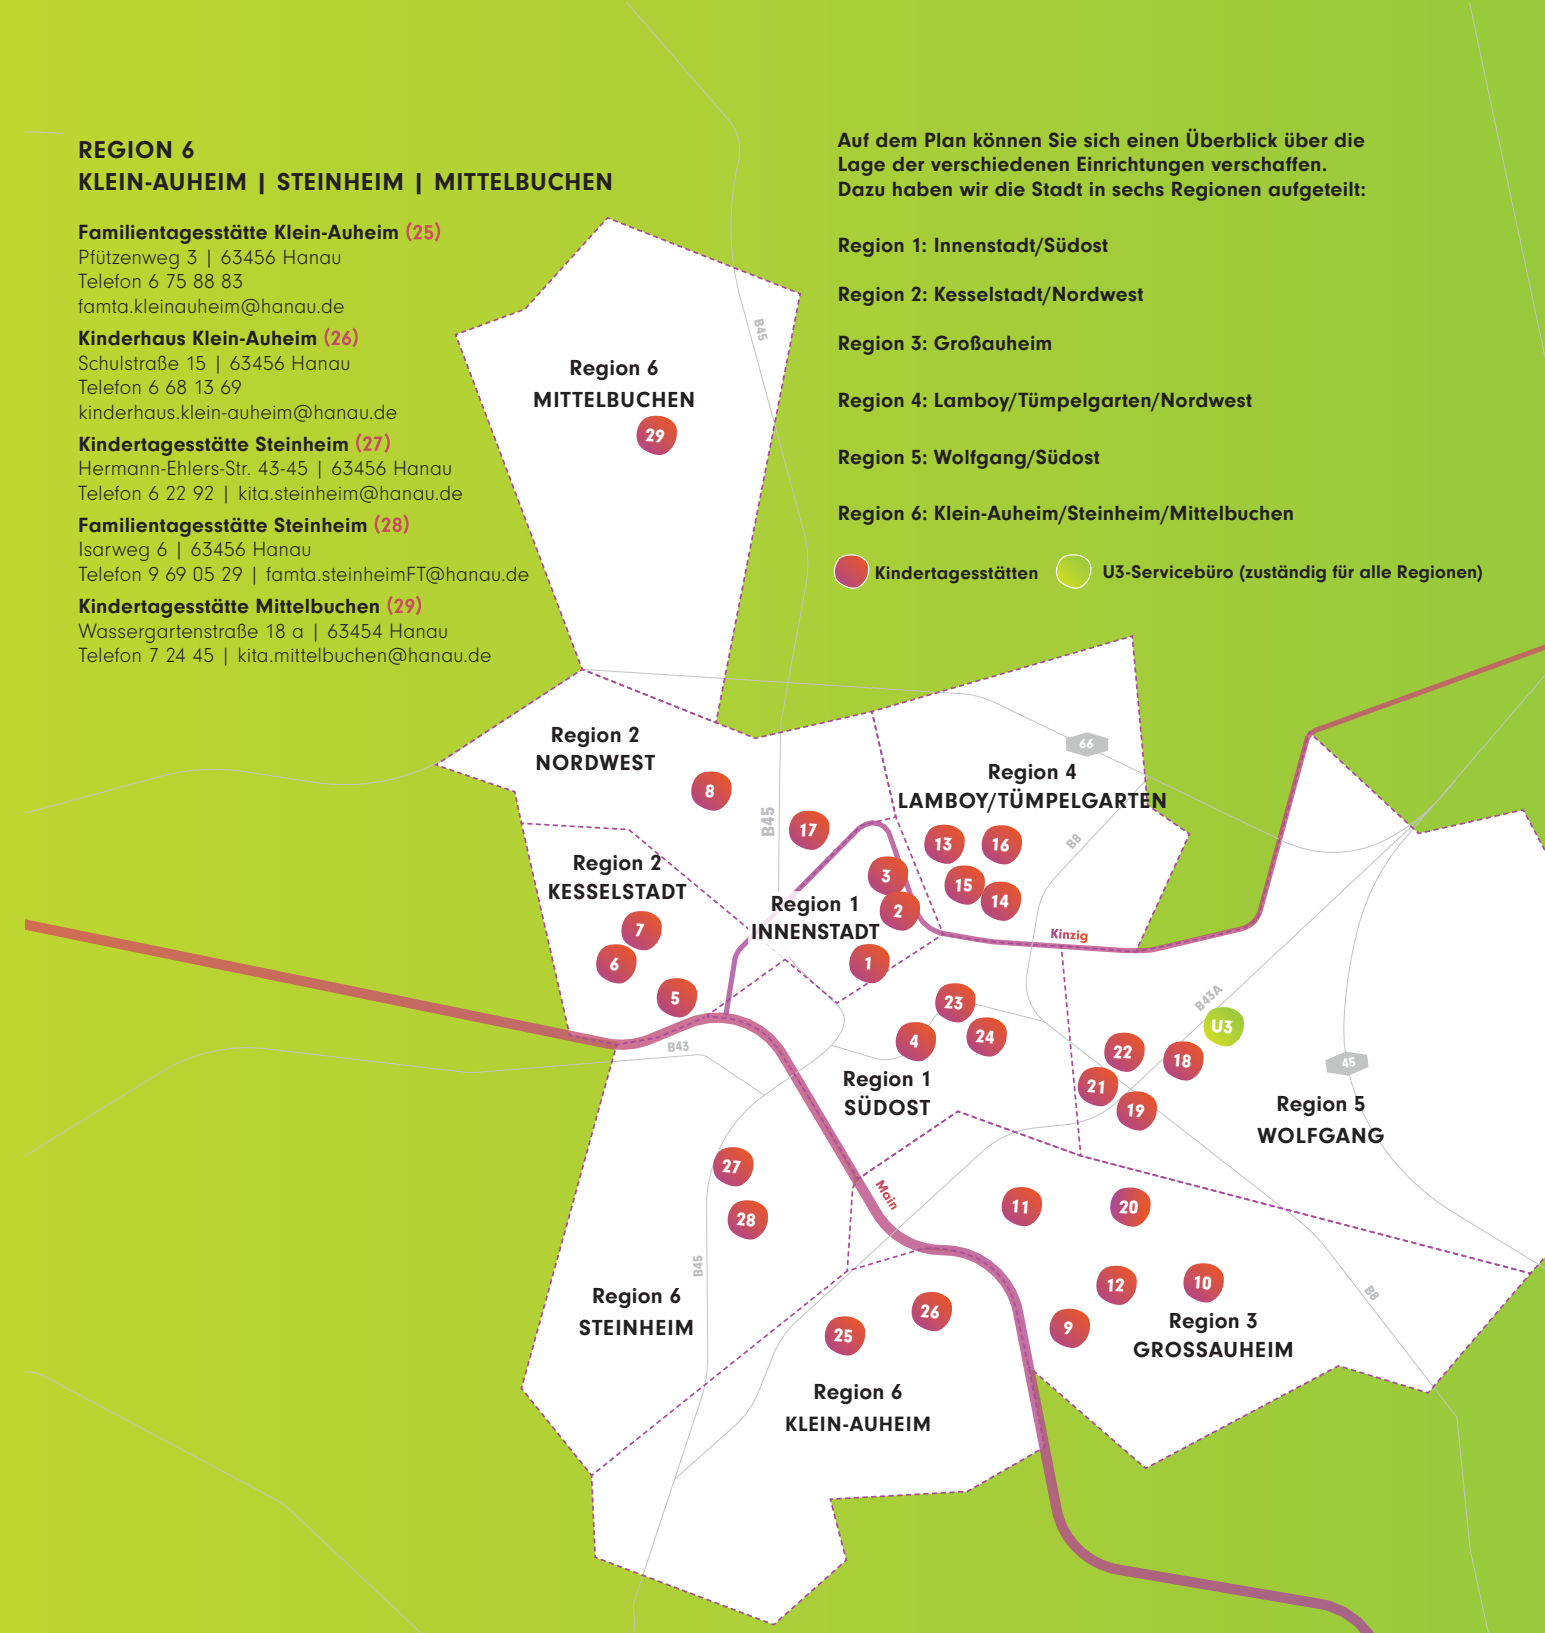 REGION 6
KLEIN-AUHEIM | STEINHEIM | MITTELBUCHEN
Familientagesstätte Klein-Auheim (25)
Pfützenweg 3 | 63456 Hanau
Telefon 6 75 88 83
famta.kleinauheim@hanau.de
Kinderhaus Klein-Auheim (26)
Schulstraße 15 | 63456 Hanau
Telefon 6 68 13 69
kinderhaus.klein-auheim@hanau.de
Kindertagesstätte Steinheim (27)
Hermann-Ehlers-Str. 43-45 | 63456 Hanau
Telefon 6 22 92 | kita.steinheim@hanau.de
Familientagesstätte Steinheim (28)
Isarweg 6 | 63456 Hanau
Telefon 9 69 05 29 | famta.steinheimFT@hanau.de
Kindertagesstätte Mittelbuchen (29)
Wassergartenstraße 18 a | 63454 Hanau
Telefon 7 24 45 | kita.mittelbuchen@hanau.de
Auf dem Plan können Sie sich einen Überblick über die
Lage der verschiedenen Einrichtungen verschaffen.
Dazu haben wir die Stadt in sechs Regionen aufgeteilt:
Region 1: Innenstadt/Südost
Region 2: Kesselstadt/Nordwest
Region 3: Großauheim
Region 4: Lamboy/Tümpelgarten/Nordwest
Region 5: Wolfgang/Südost
Region 6: Klein-Auheim/Steinheim/Mittelbuchen
Kindertagesstätten
U3-Servicebüro (zuständig für alle Regionen)
B45
Region 6
MITTELBUCHEN
29
Region 2
NORDWEST
8
B45
17
66
Region 4
LAMBOY/TÜMPELGARTEN
13
16
B8
15
14
3
2
Region 2
KESSELSTADT
7
6
5
Region 1
INNENSTADT
1
Kinzig
B43A
U3
23
4
24
22
18
21
19
45
B43
Region 1
SÜDOST
Region 5
WOLFGANG
27
28
Main
11
20
B45
12
10
B8
Region 6
STEINHEIM
26
25
9
Region 3
GROSSAUHEIM
Region 6
KLEIN-AUHEIM